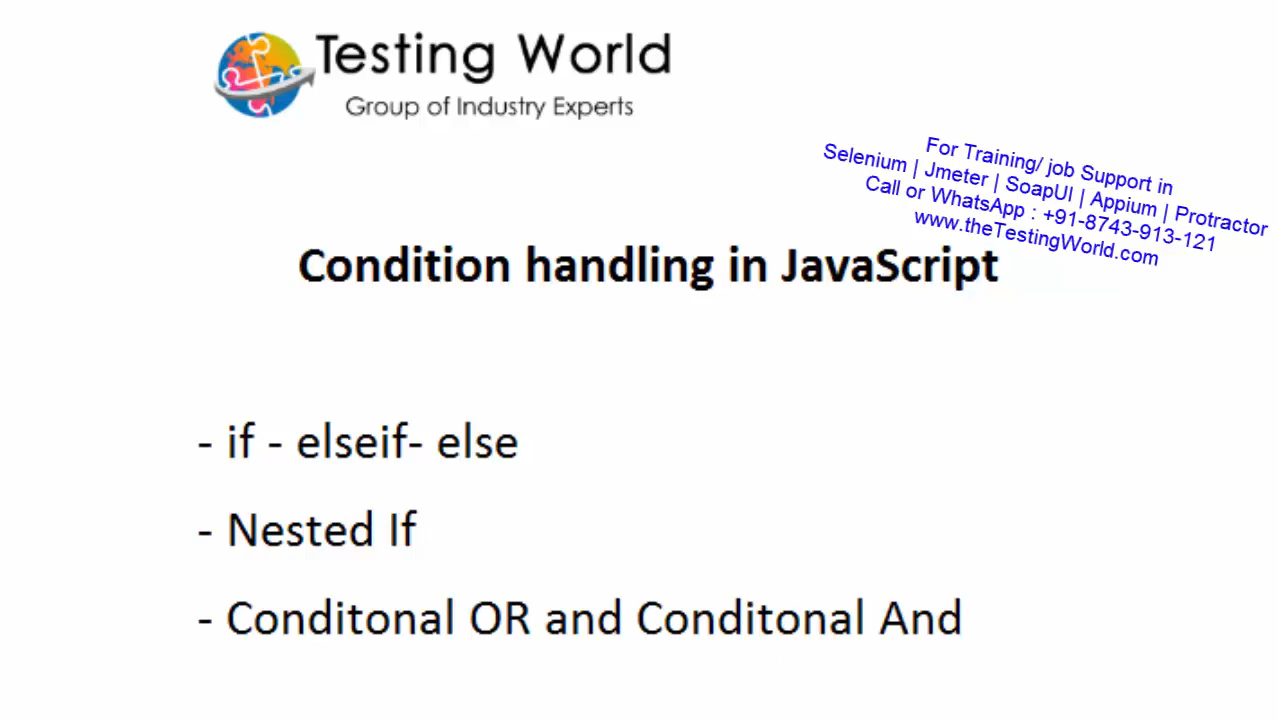 Testing World
Group of Industry Experts
For Training/ job Support in
Selenium | Jmeter | SoapUI | Appium | Protractor
Call or WhatsApp : +91-8743-913-121
www.theTestingWorld.com
Condition handling in JavaScript
- if - elseif- else
- Nested If
- Conditonal OR and Conditonal And